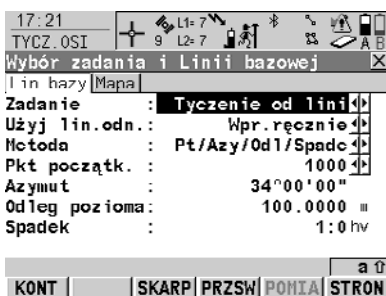 17:21
TYCZ.OSI
9 L1= 7
L2= 7
A B
Wybór zadania i Linii bazowej
Lin bazy Mapa
Zadanie : Tyczenie od lini
Użyj lin.odn.: Wpr.ręcznie
Metoda : Pt/Azy/Odl/Spadc
Pkt początk. : 1000
Azymut : 34°00'00"
Odleg pozioma: 100.0000 m
Spadek : 1:0 hv
a
KONT SKARP PRZSW POMIA STRON